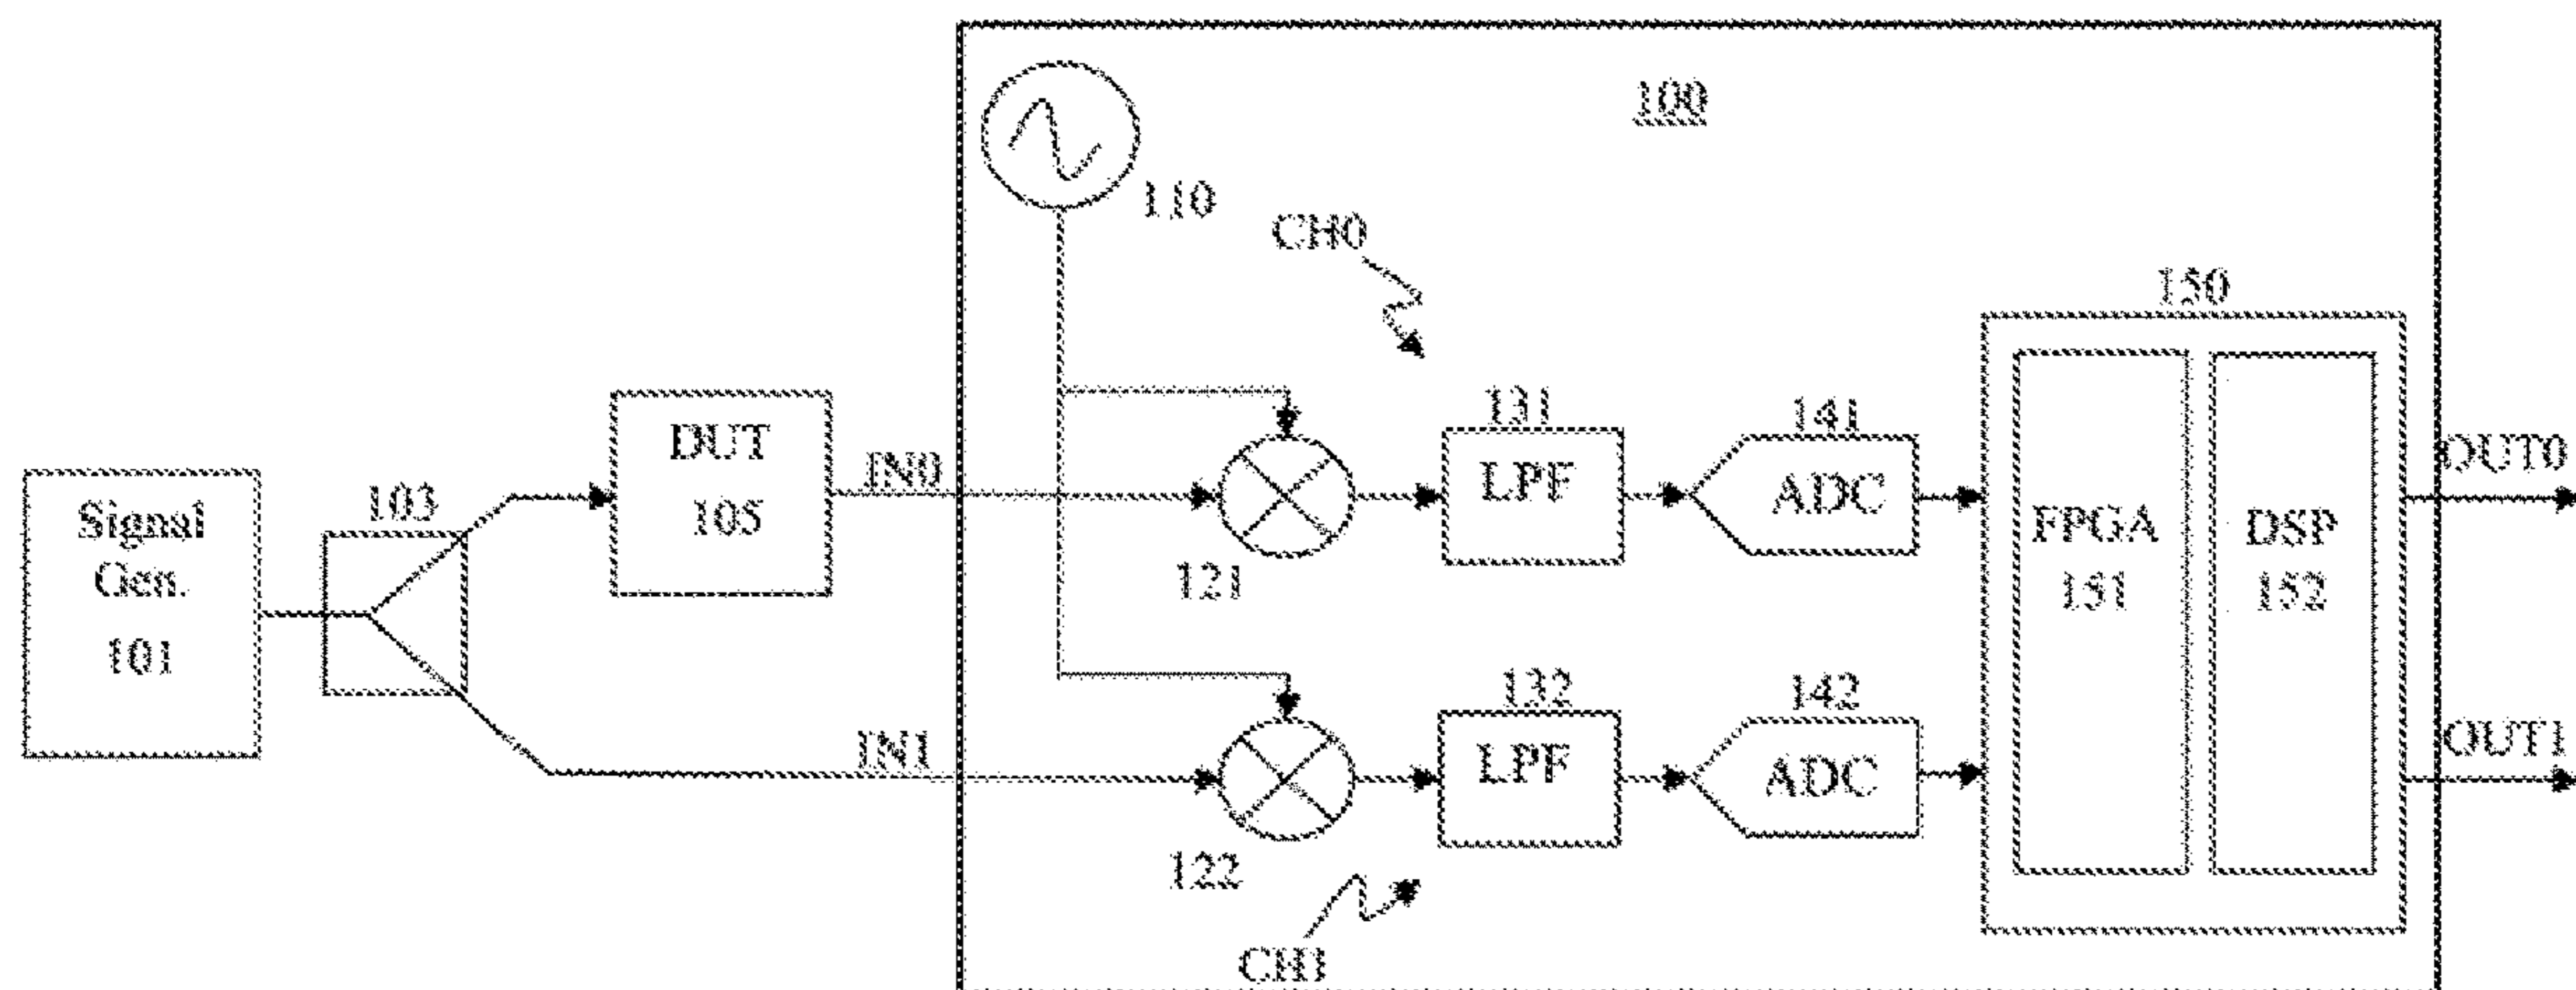 100
110
CH0
150
DUT
105
IN0
131
LPF
141
ADC
OUT0
Signal
Gen.
101
103
121
FPGA
151
DSP
152
IN1
132
LPF
142
ADC
OUT1
122
CH1